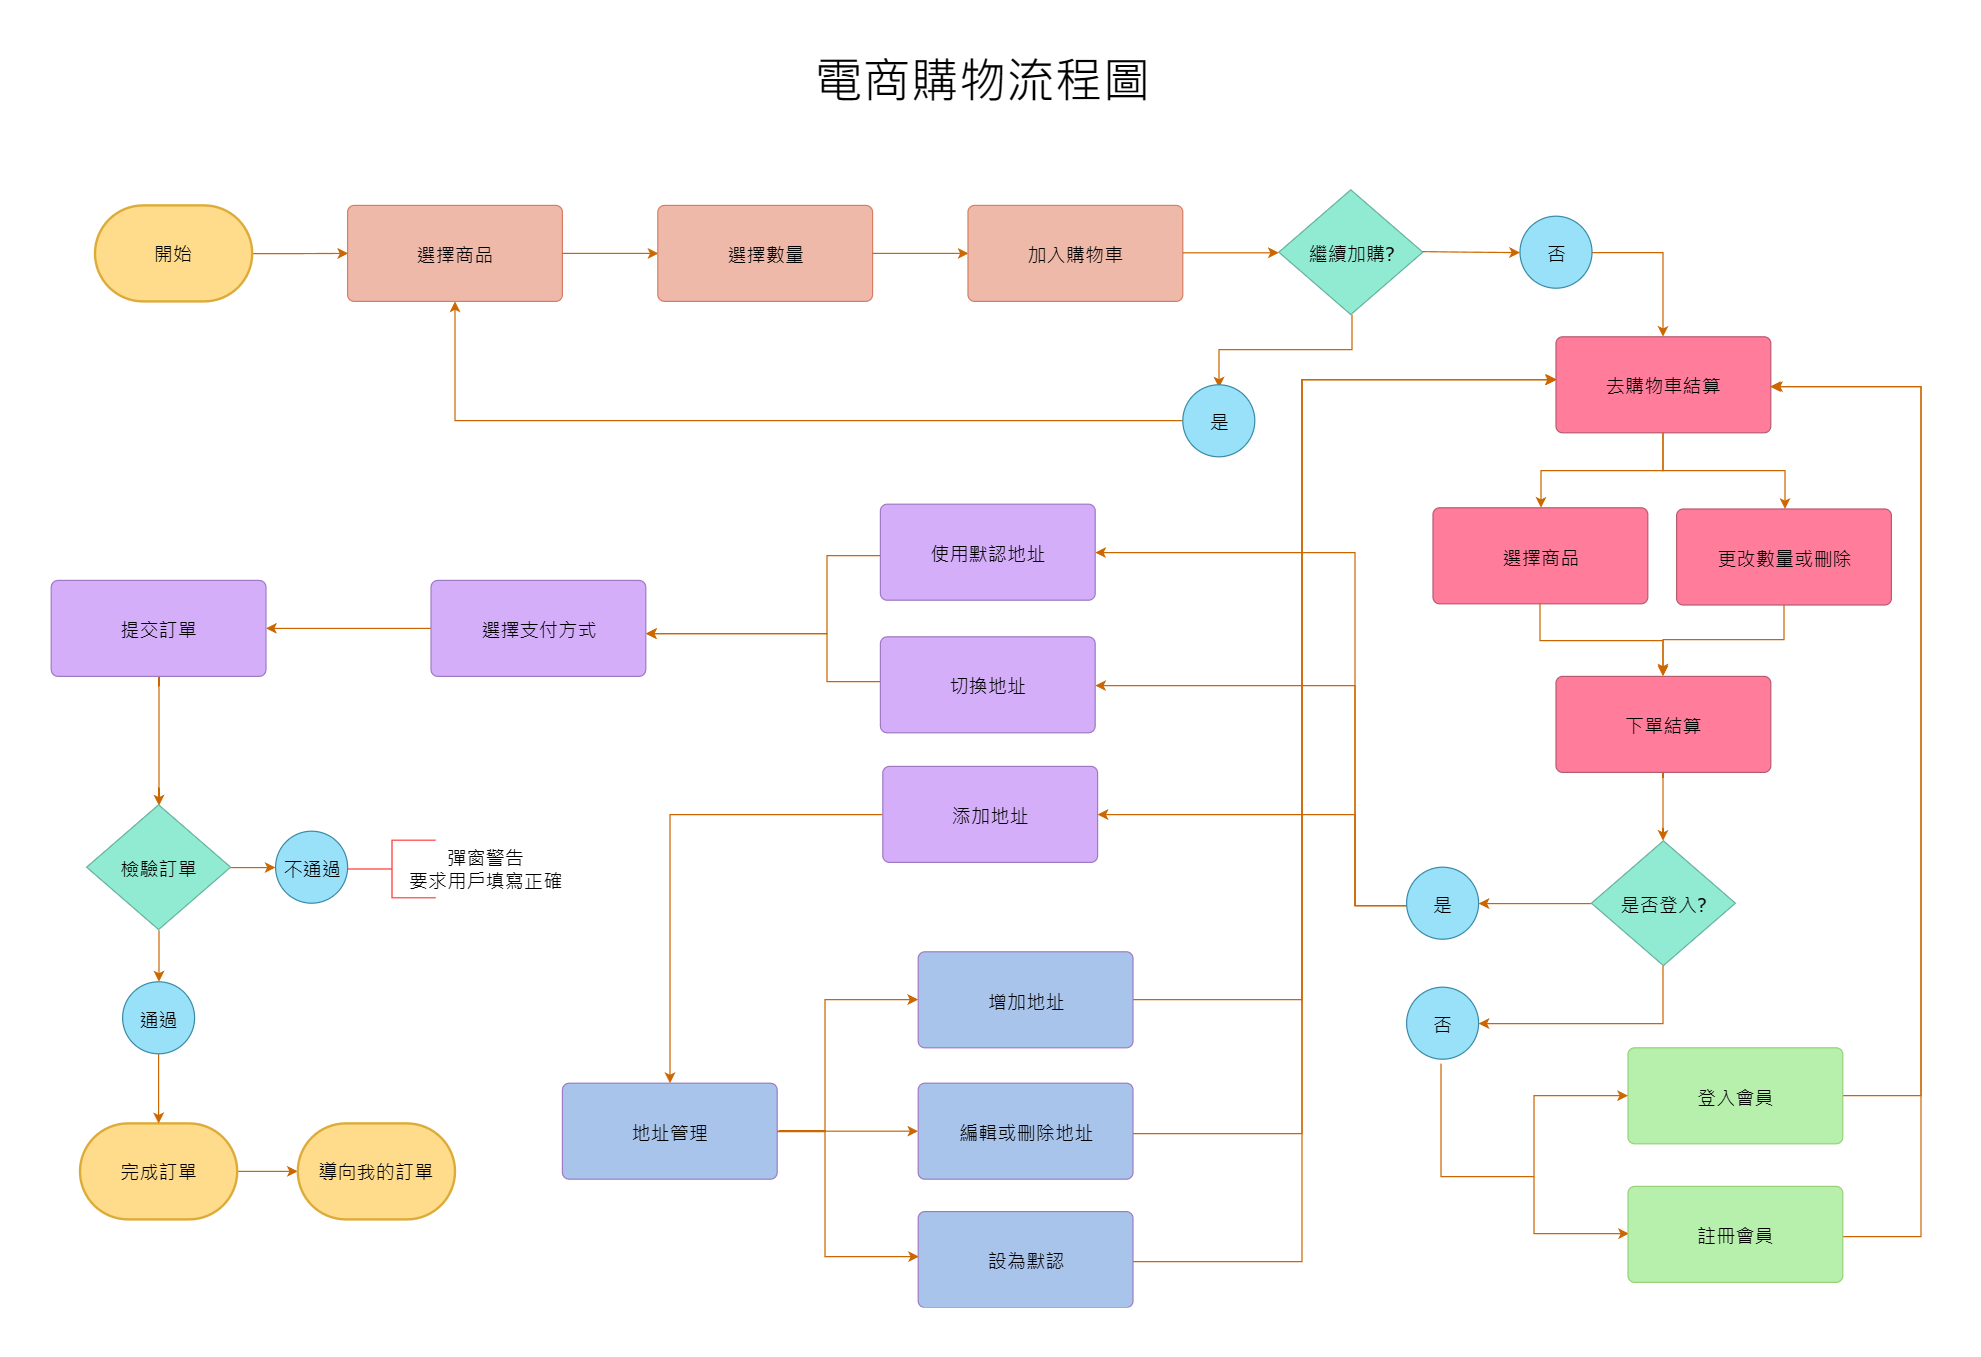 電商購物流程圖
開始
選擇商品
選擇數量
加入購物車
繼續加購?
否
是
去購物車結算
選擇商品
更改數量或刪除
下單結算
是否登入?
是
否
登入會員
註冊會員
使用默認地址
切換地址
添加地址
選擇支付方式
提交訂單
檢驗訂單
不通過
彈窗警告
要求用戶填寫正確
通過
完成訂單
導向我的訂單
地址管理
增加地址
編輯或刪除地址
設為默認